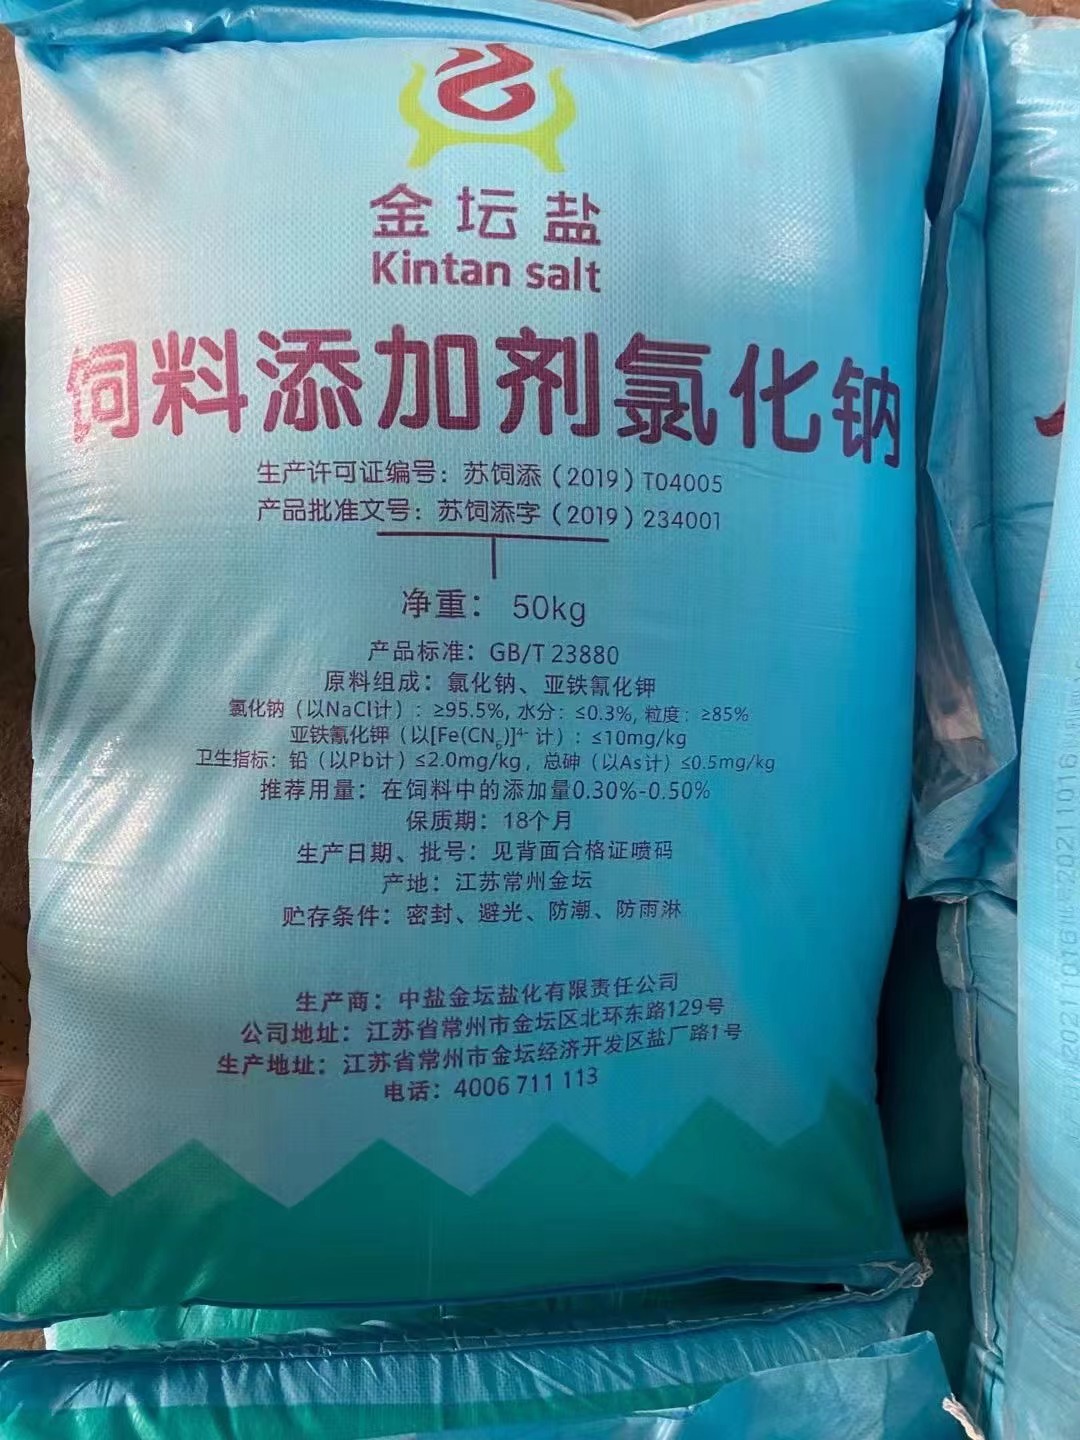 金坛盐
Kintan salt
饲料添加剂氯化钠
生产许可证编号：苏饲添（2019）T04005
产品批准文号：苏饲添字（2019）234001
净重： 50kg
产品标准：GB/T 23880
原料组成：氯化钠、亚铁氰化钾
氯化钠（以NaCl计）：≥95.5%, 水分：≤0.3%, 粒度：≥85%
亚铁氰化钾（以[Fe(CN₆)]⁴⁻ 计）：≤10mg/kg
卫生指标：铅（以Pb计）≤2.0mg/kg，总砷（以As计）≤0.5mg/kg
推荐用量：在饲料中的添加量0.30%-0.50%
保质期：18个月
生产日期、批号：见背面合格证喷码
产地：江苏常州金坛
贮存条件：密封、避光、防潮、防雨淋
生产商：中盐金坛盐化有限责任公司
公司地址：江苏省常州市金坛区北环东路129号
生产地址：江苏省常州市金坛经济开发区盐厂路1号
电话：4006 711 113